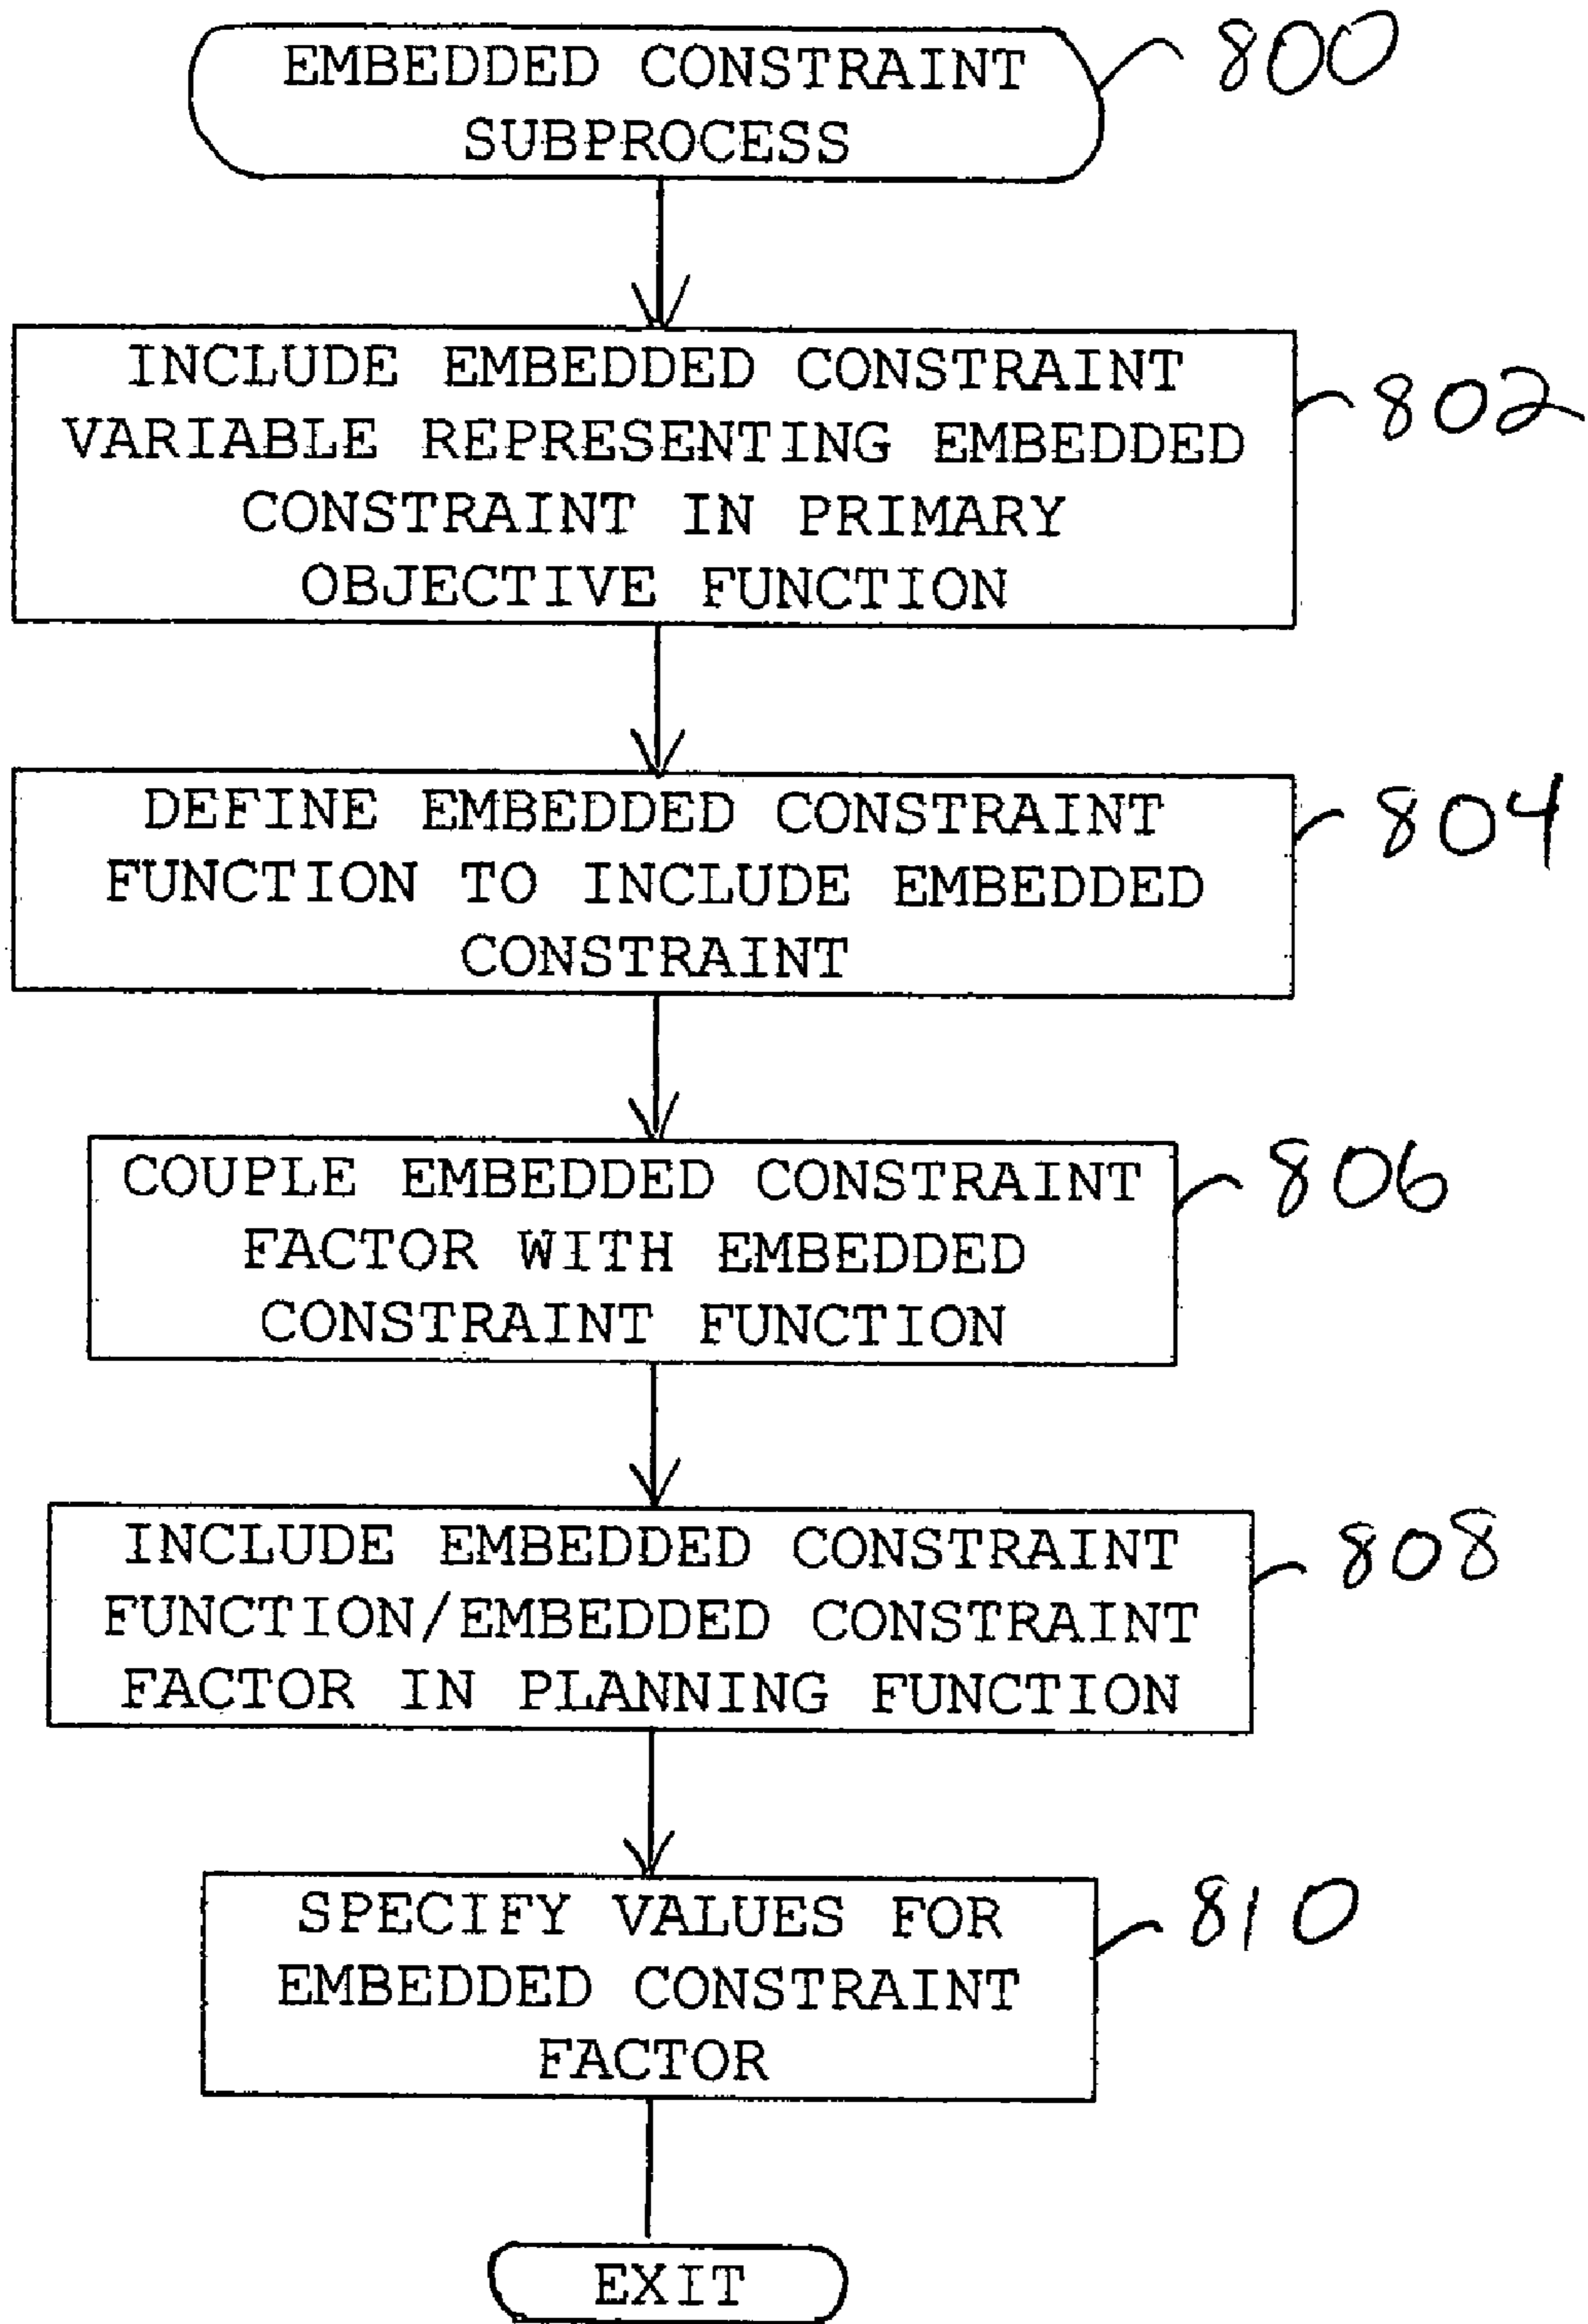 EMBEDDED CONSTRAINT
SUBPROCESS
800
INCLUDE EMBEDDED CONSTRAINT
VARIABLE REPRESENTING EMBEDDED
CONSTRAINT IN PRIMARY
OBJECTIVE FUNCTION
802
DEFINE EMBEDDED CONSTRAINT
FUNCTION TO INCLUDE EMBEDDED
CONSTRAINT
804
COUPLE EMBEDDED CONSTRAINT
FACTOR WITH EMBEDDED
CONSTRAINT FUNCTION
806
INCLUDE EMBEDDED CONSTRAINT
FUNCTION/EMBEDDED CONSTRAINT
FACTOR IN PLANNING FUNCTION
808
SPECIFY VALUES FOR
EMBEDDED CONSTRAINT
FACTOR
810
EXIT